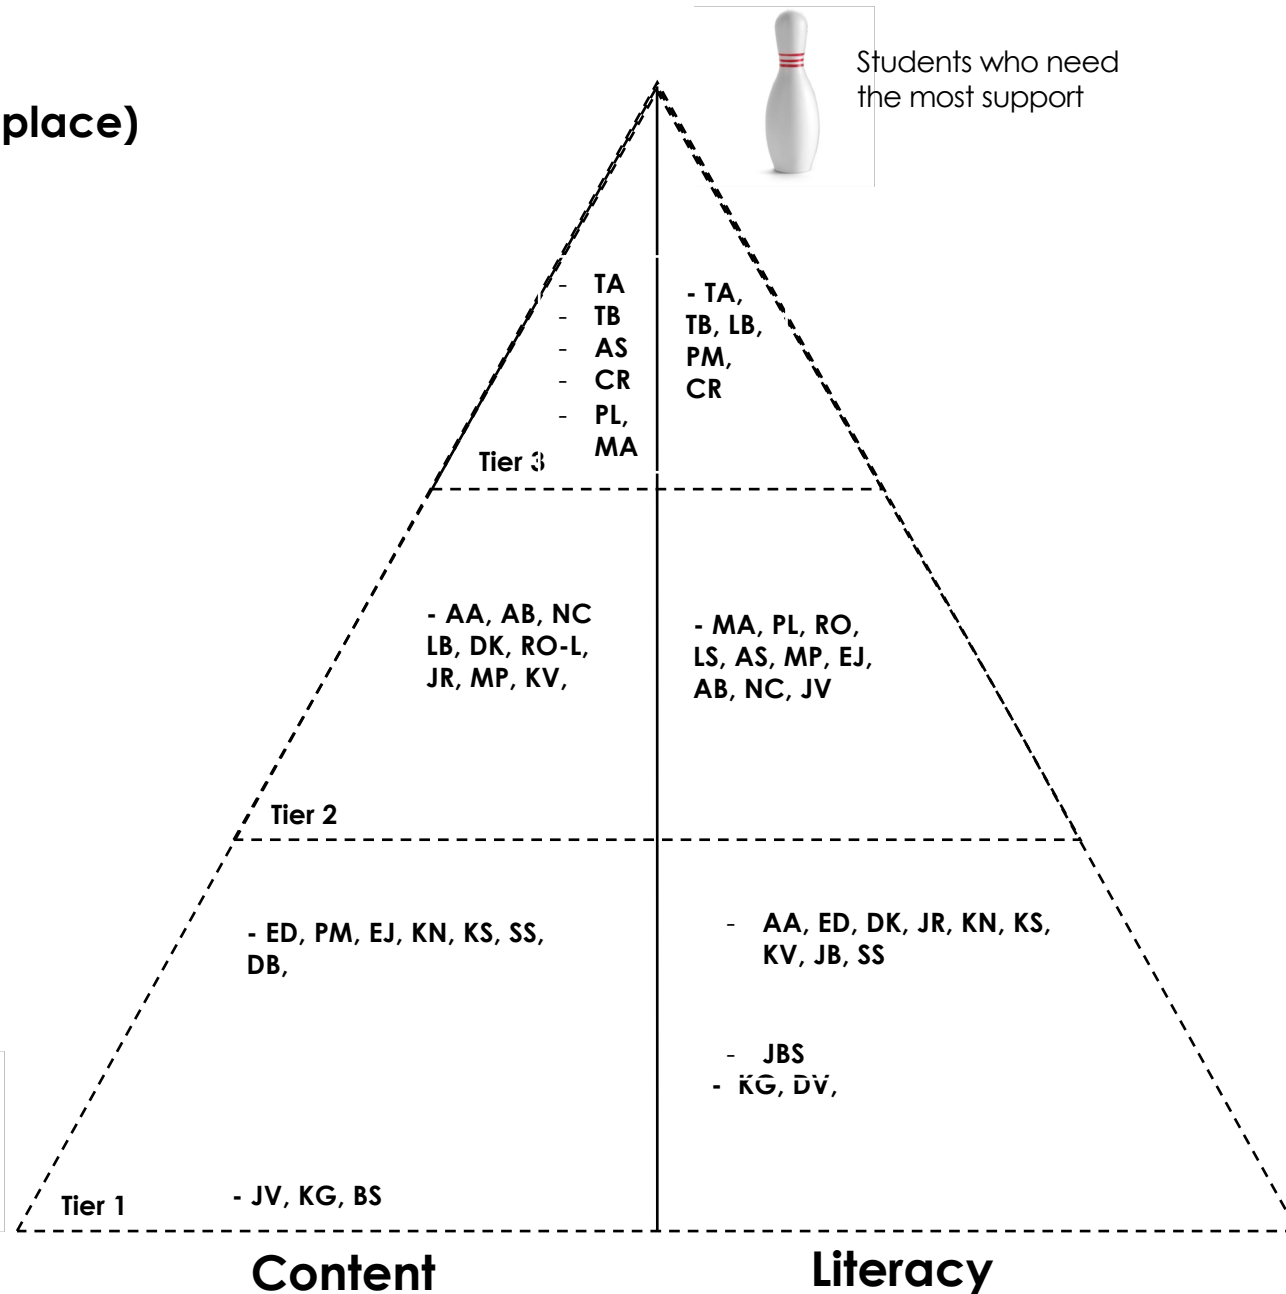 Students who need
the most support
place)
- TA
- TB
- AS
- CR
- PL,
MA
Tier 3
- TA,
TB, LB,
PM,
CR
- AA, AB, NC
LB, DK, RO-L,
JR, MP, KV,
Tier 2
- MA, PL, RO,
LS, AS, MP, EJ,
AB, NC, JV
- ED, PM, EJ, KN, KS, SS,
DB,
- JV, KG, BS
Tier 1
- AA, ED, DK, JR, KN, KS,
KV, JB, SS
- JBS
- KG, DV,
Content
Literacy